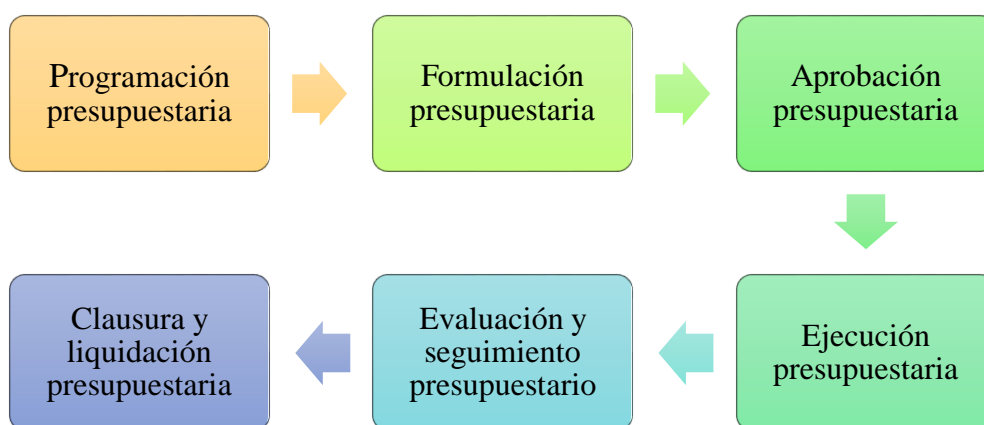 Programación
presupuestaria
Formulación
presupuestaria
Aprobación
presupuestaria
Ejecución
presupuestaria
Evaluación y
seguimiento
presupuestario
Clausura y
liquidación
presupuestaria